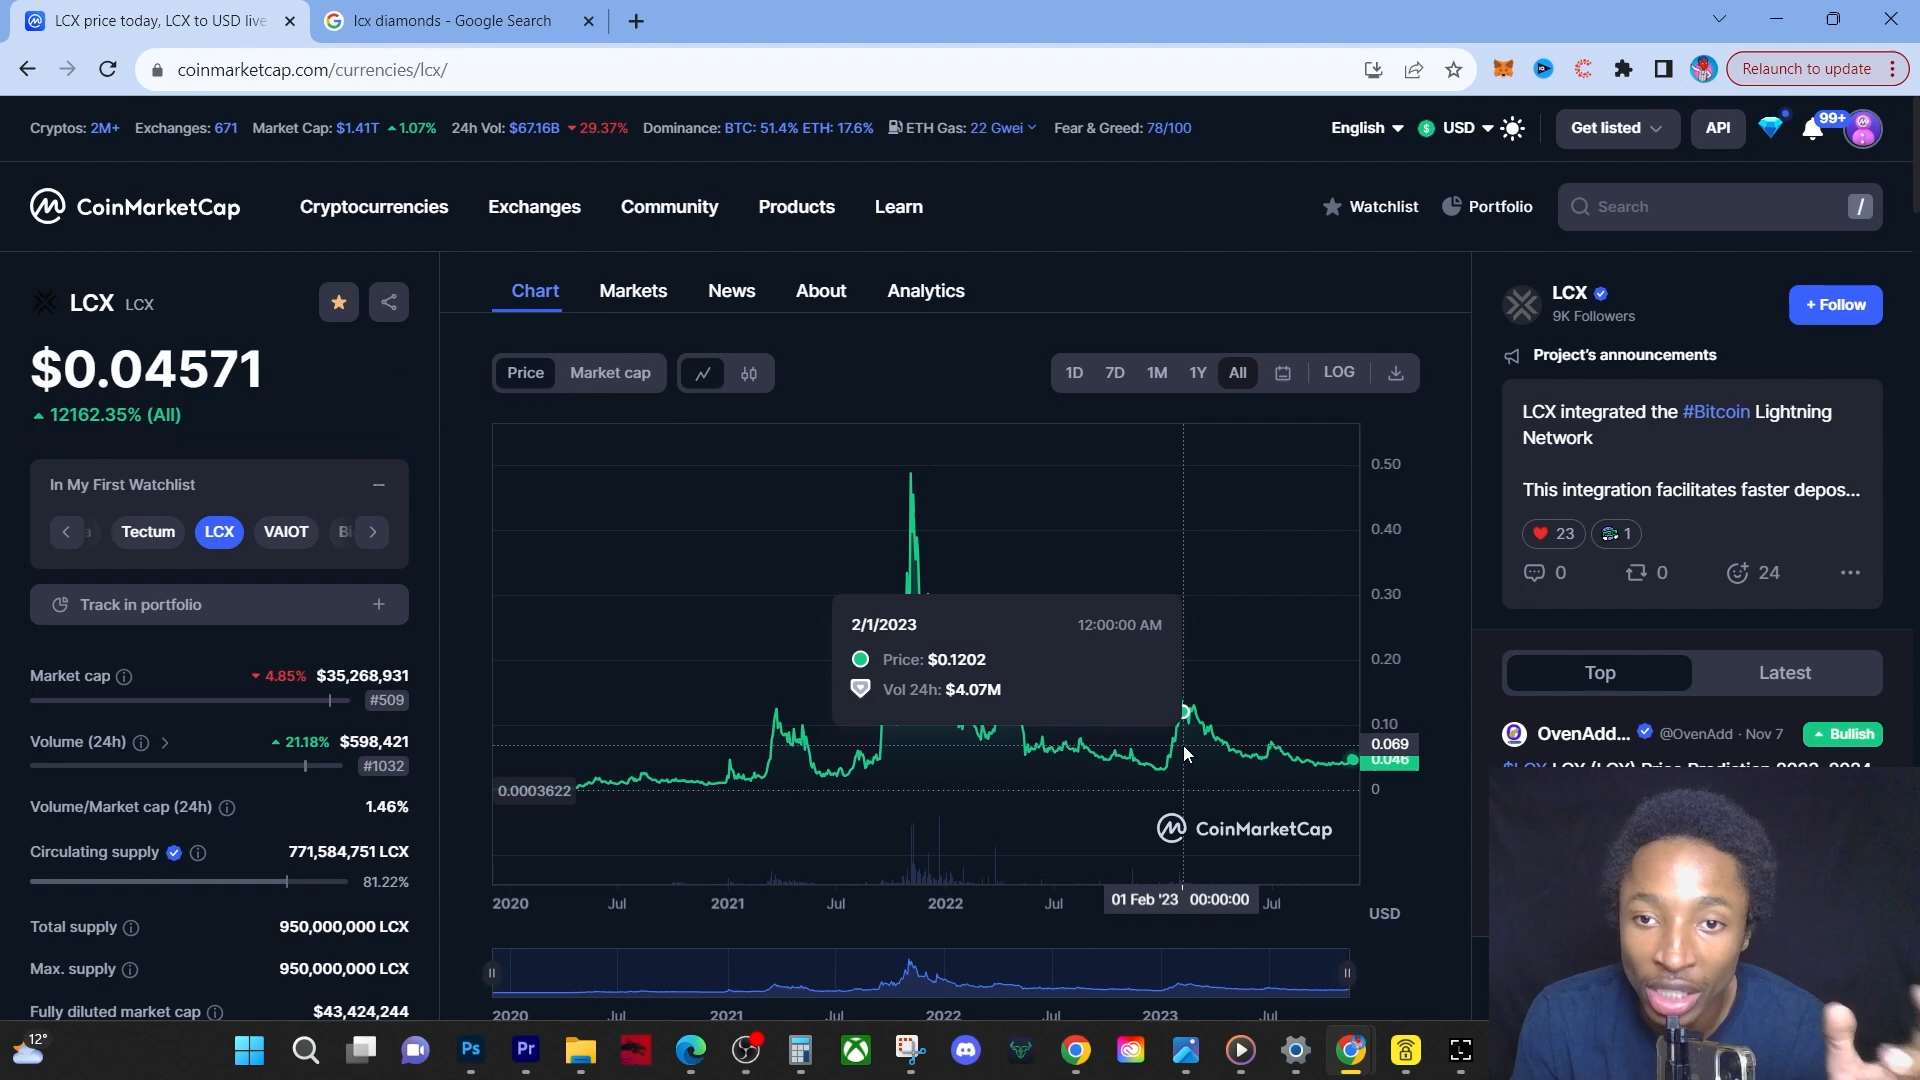 LCX price today, LCX to USD live
lcx diamonds - Google Search
coinmarketcap.com/currencies/lcx/
Relaunch to update
Cryptos: 2M+ Exchanges: 671 Market Cap: $1.41T 1.07% 24h Vol: $67.16B 29.37% Dominance: BTC: 51.4% ETH: 17.6% ETH Gas: 22 Gwei Fear & Greed: 78/100
English USD Get listed API 99+
CoinMarketCap Cryptocurrencies Exchanges Community Products Learn
Watchlist Portfolio Search /
LCX LCX
$0.04571
12162.35% (All)
In My First Watchlist
Tectum LCX VAIOT Bi
Track in portfolio
Market cap 4.85% $35,268,931
#509
Volume (24h) 21.18% $598,421
#1032
Volume/Market cap (24h) 1.46%
Circulating supply 771,584,751 LCX
81.22%
Total supply 950,000,000 LCX
Max. supply 950,000,000 LCX
Fully diluted market cap $43,424,244
Chart Markets News About Analytics
Price Market cap
1D 7D 1M 1Y All LOG
0.50
0.40
0.30
0.20
0.10
0.069
0.046
0
2/1/2023 12:00:00 AM
Price: $0.1202
Vol 24h: $4.07M
0.0003622
CoinMarketCap
2020 Jul 2021 Jul 2022 Jul 01 Feb '23 00:00:00 Jul
USD
2020 Jul 2021 Jul 2022 Jul 2023 Jul
LCX
9K Followers
+ Follow
Project's announcements
LCX integrated the #Bitcoin Lightning
Network
This integration facilitates faster depos...
23 1
0 0 24
Top Latest
OvenAdd... @OvenAdd · Nov 7 Bullish
$LCX LCX (LCX) Price Prediction 2023, 2024
12°
Ps Pr